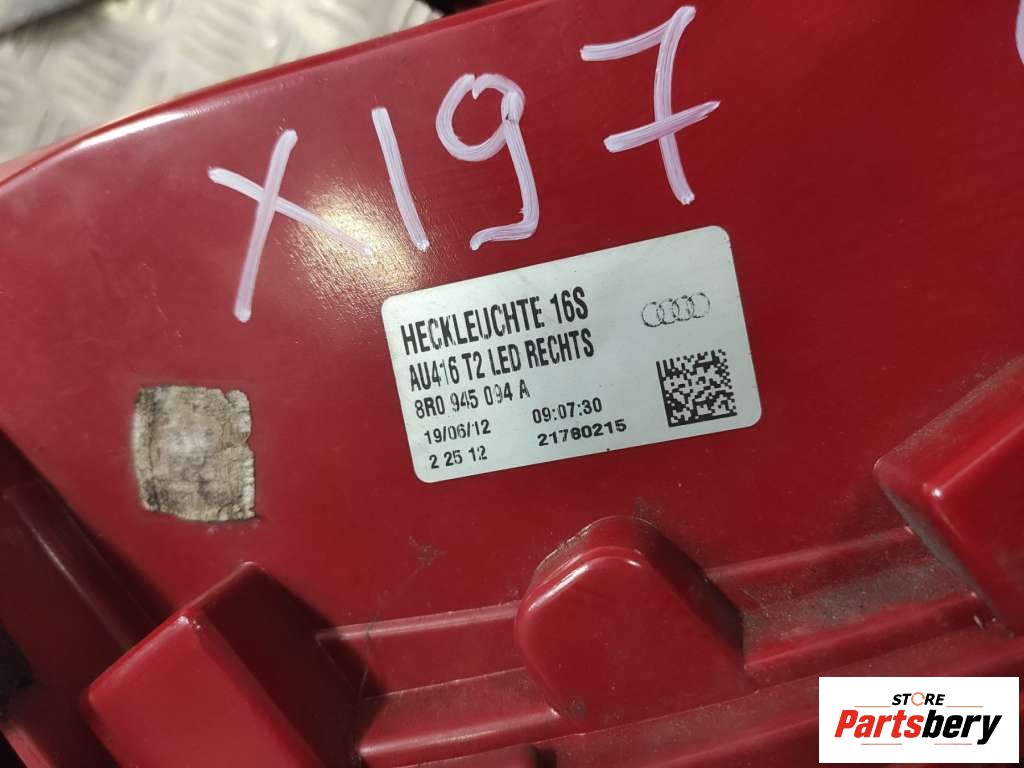 X197
HECKLEUCHTE 16S
AU416 T2 LED RECHTS
8R0 945 094 A
19/06/12 09:07:30
2 25 12 21780215
STORE
Partsbery